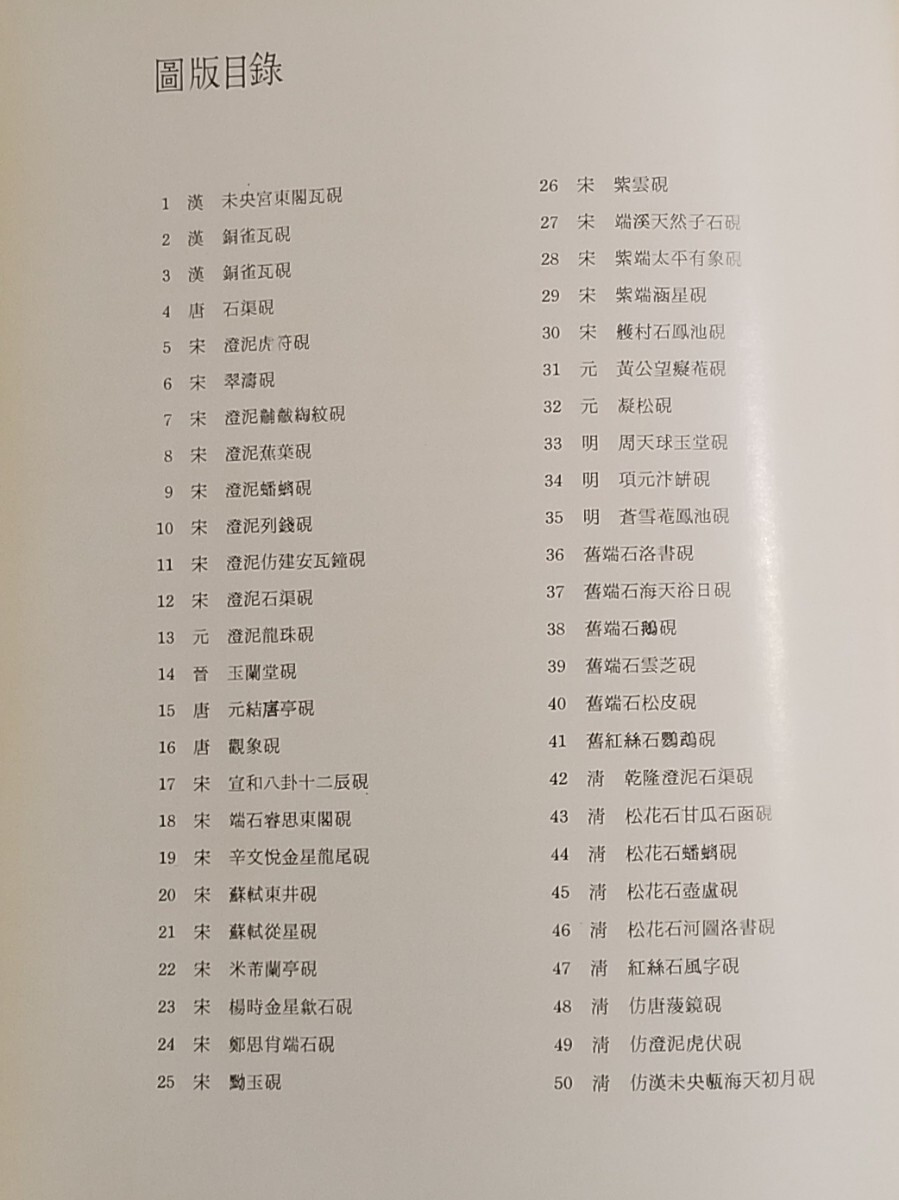 圖版目錄
1 漢 未央宮東閣瓦硯
2 漢 銅雀瓦硯
3 漢 銅雀瓦硯
4 唐 石渠硯
5 宋 澄泥虎符硯
6 宋 翠濤硯
7 宋 澄泥黼黻綯紋硯
8 宋 澄泥蕉葉硯
9 宋 澄泥蟠螭硯
10 宋 澄泥列錢硯
11 宋 澄泥仿建安瓦鐘硯
12 宋 澄泥石渠硯
13 元 澄泥龍珠硯
14 晉 玉蘭堂硯
15 唐 元結㢈亭硯
16 唐 觀象硯
17 宋 宣和八卦十二辰硯
18 宋 端石睿思東閣硯
19 宋 辛文悅金星龍尾硯
20 宋 蘇軾東井硯
21 宋 蘇軾從星硯
22 宋 米芾蘭亭硯
23 宋 楊時金星歙石硯
24 宋 鄭思肖端石硯
25 宋 黝玉硯
26 宋 紫雲硯
27 宋 端溪天然子石硯
28 宋 紫端太平有象硯
29 宋 紫端涵星硯
30 宋 艧村石鳳池硯
31 元 黃公望癡菴硯
32 元 凝松硯
33 明 周天球玉堂硯
34 明 項元汴缾硯
35 明 蒼雪菴鳳池硯
36 舊端石洛書硯
37 舊端石海天浴日硯
38 舊端石鵝硯
39 舊端石雲芝硯
40 舊端石松皮硯
41 舊紅絲石鸚鵡硯
42 清 乾隆澄泥石渠硯
43 清 松花石甘瓜石函硯
44 清 松花石蟠螭硯
45 清 松花石壺盧硯
46 清 松花石河圖洛書硯
47 清 紅絲石風字硯
48 清 仿唐蔆鏡硯
49 清 仿澄泥虎伏硯
50 清 仿漢未央甎海天初月硯